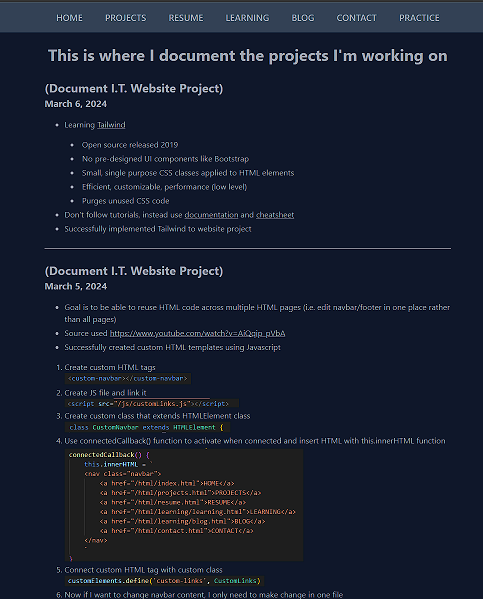 HOME PROJECTS RESUME LEARNING BLOG CONTACT PRACTICE
This is where I document the projects I'm working on
(Document I.T. Website Project)
March 6, 2024
Learning Tailwind
Open source released 2019
No pre-designed UI components like Bootstrap
Small, single purpose CSS classes applied to HTML elements
Efficient, customizable, performance (low level)
Purges unused CSS code
Don't follow tutorials, instead use documentation and cheatsheet
Successfully implemented Tailwind to website project
(Document I.T. Website Project)
March 5, 2024
Goal is to be able to reuse HTML code across multiple HTML pages (i.e. edit navbar/footer in one place rather
than all pages)
Source used https://www.youtube.com/watch?v=AiQqip_pVbA
Successfully created custom HTML templates using Javascript
1. Create custom HTML tags
<custom-navbar></custom-navbar>
2. Create JS file and link it
<script src="/js/customLinks.js"></script>
3. Create custom class that extends HTMLElement class
class CustomNavbar extends HTMLElement {
4. Use connectedCallback() function to activate when connected and insert HTML with this.innerHTML function
connectedCallback() {
this.innerHTML = `
<nav class="navbar">
<a href="/html/index.html">HOME</a>
<a href="/html/projects.html">PROJECTS</a>
<a href="/html/resume.html">RESUME</a>
<a href="/html/learning/learning.html">LEARNING</a>
<a href="/html/learning/blog.html">BLOG</a>
<a href="/html/contact.html">CONTACT</a>
</nav>
`
}
5. Connect custom HTML tag with custom class
customElements.define('custom-links', CustomLinks)
6. Now if I want to change navbar content, I only need to make change in one file